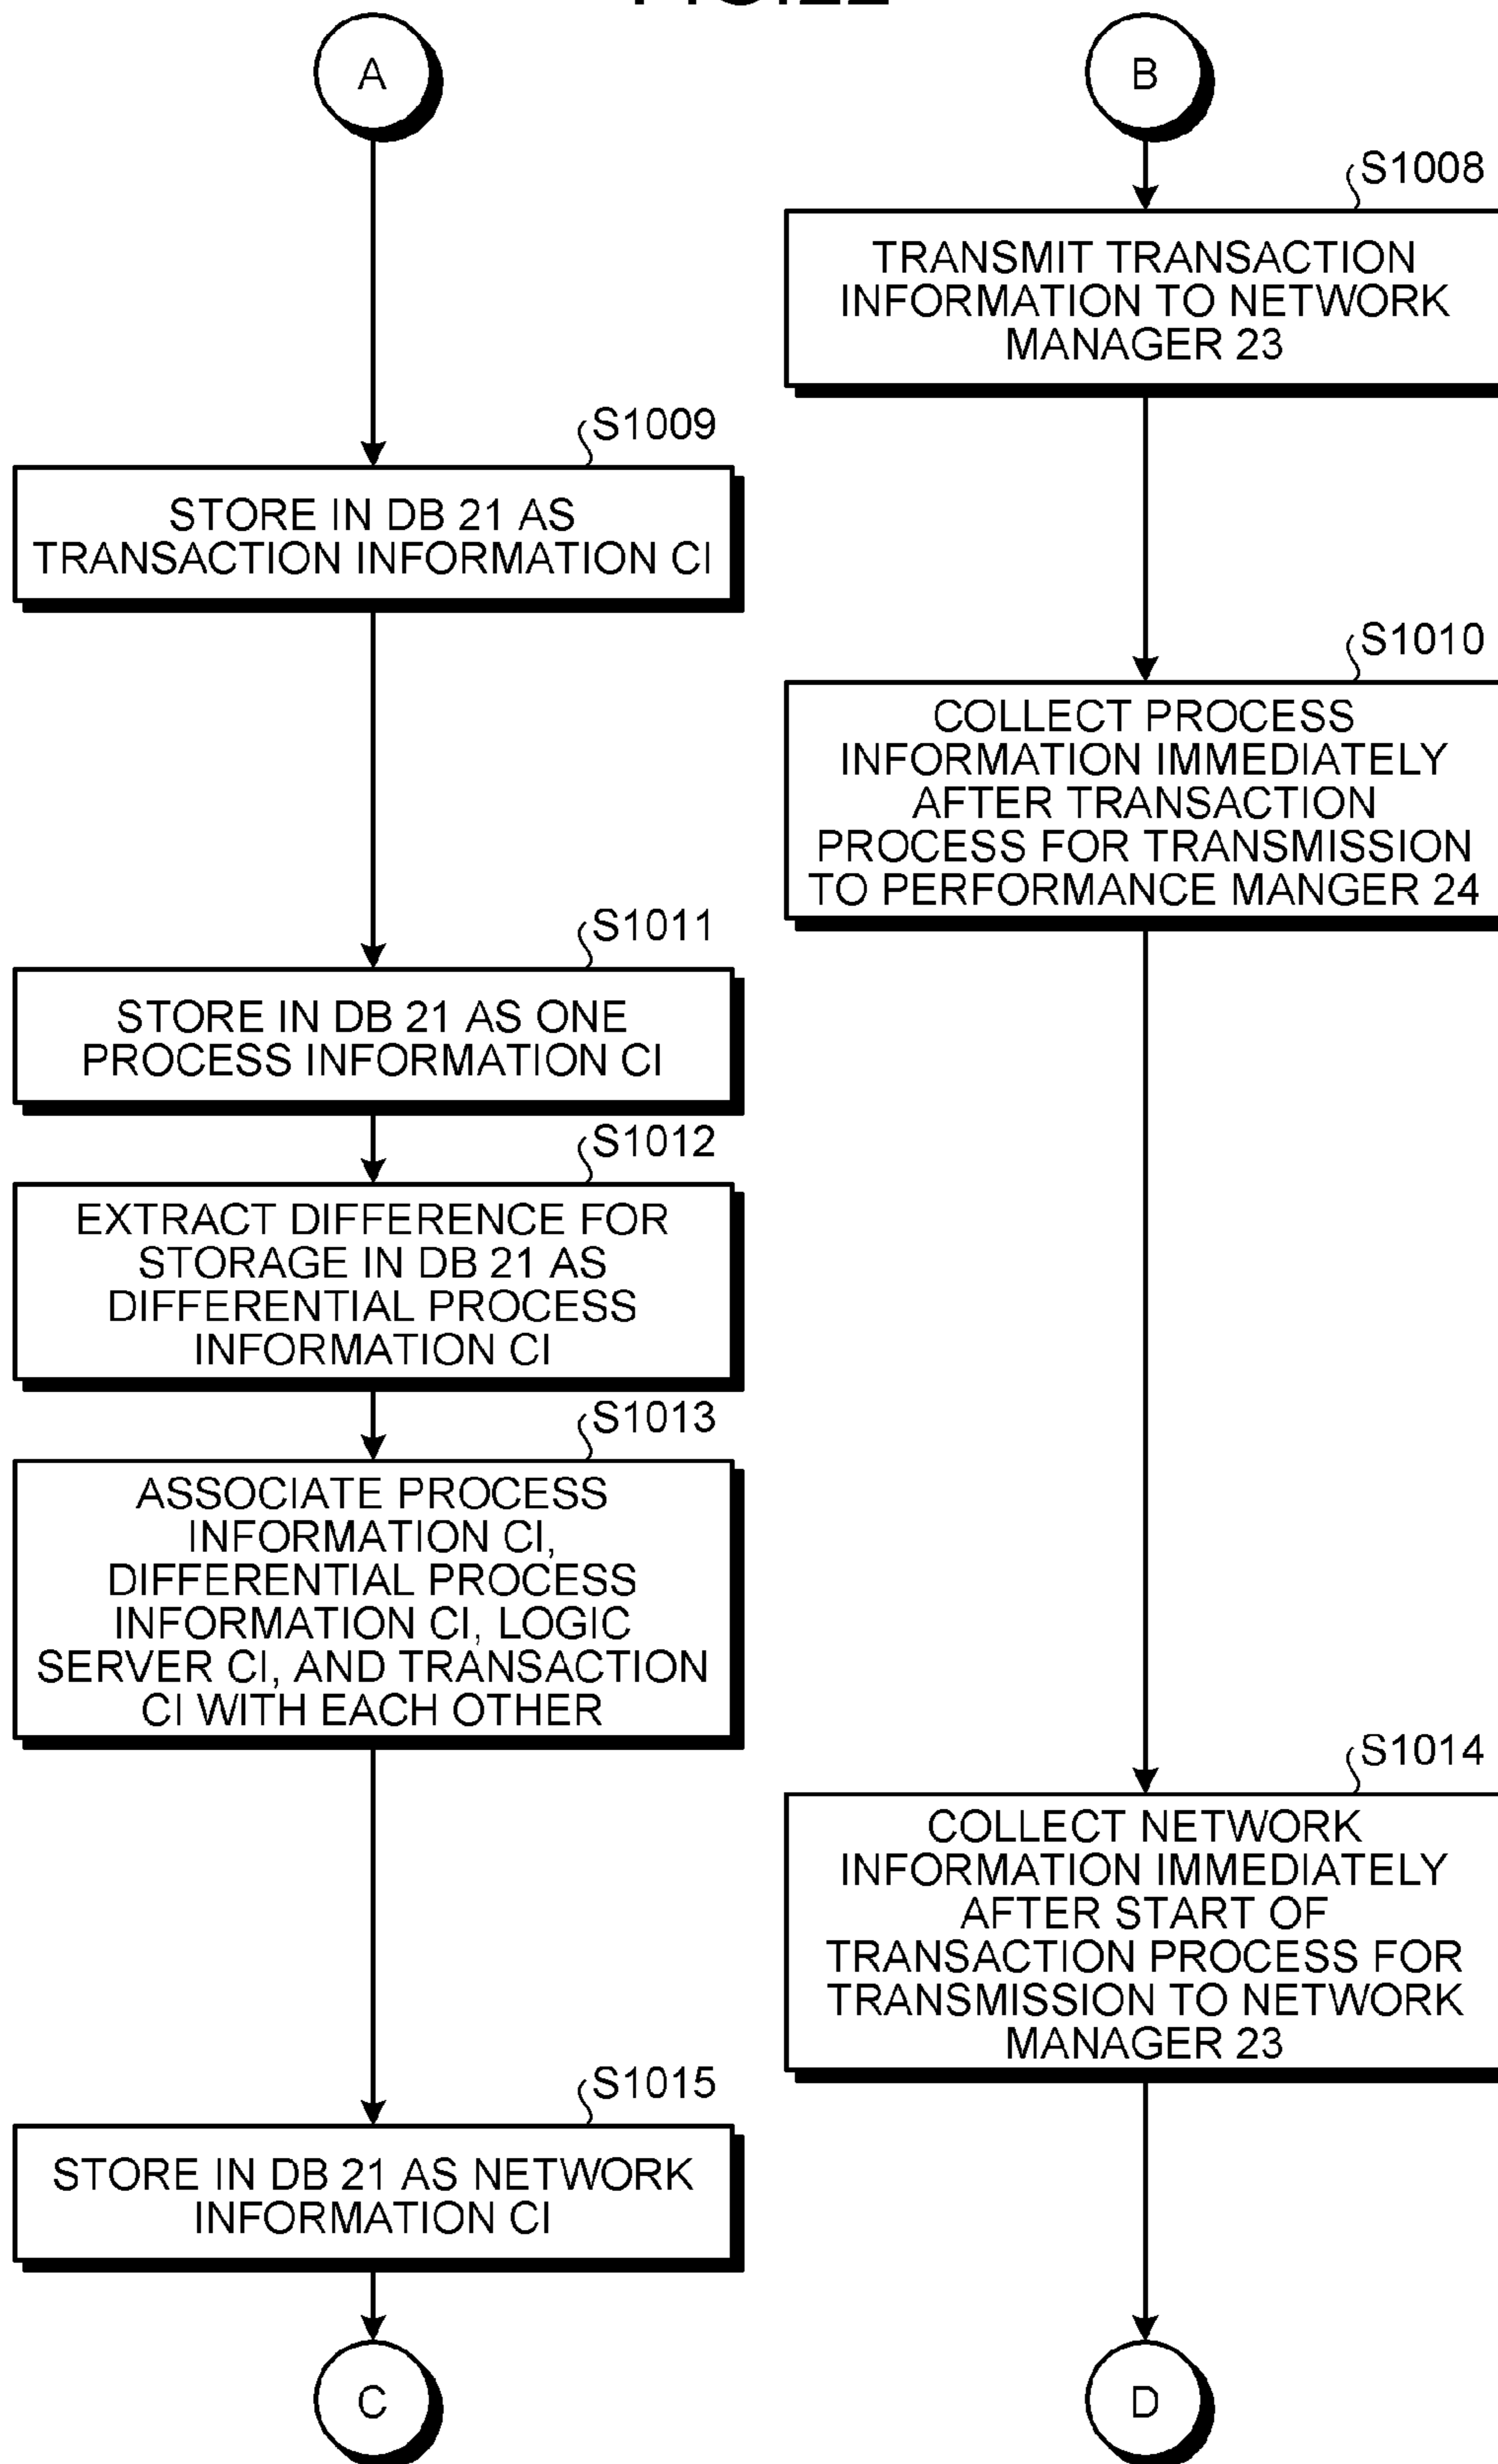 A
B
S1008
TRANSMIT TRANSACTION
INFORMATION TO NETWORK
MANAGER 23
S1009
STORE IN DB 21 AS
TRANSACTION INFORMATION CI
S1010
COLLECT PROCESS
INFORMATION IMMEDIATELY
AFTER TRANSACTION
PROCESS FOR TRANSMISSION
TO PERFORMANCE MANGER 24
S1011
STORE IN DB 21 AS ONE
PROCESS INFORMATION CI
S1012
EXTRACT DIFFERENCE FOR
STORAGE IN DB 21 AS
DIFFERENTIAL PROCESS
INFORMATION CI
S1013
ASSOCIATE PROCESS
INFORMATION CI,
DIFFERENTIAL PROCESS
INFORMATION CI, LOGIC
SERVER CI, AND TRANSACTION
CI WITH EACH OTHER
S1014
COLLECT NETWORK
INFORMATION IMMEDIATELY
AFTER START OF
TRANSACTION PROCESS FOR
TRANSMISSION TO NETWORK
MANAGER 23
S1015
STORE IN DB 21 AS NETWORK
INFORMATION CI
C
D